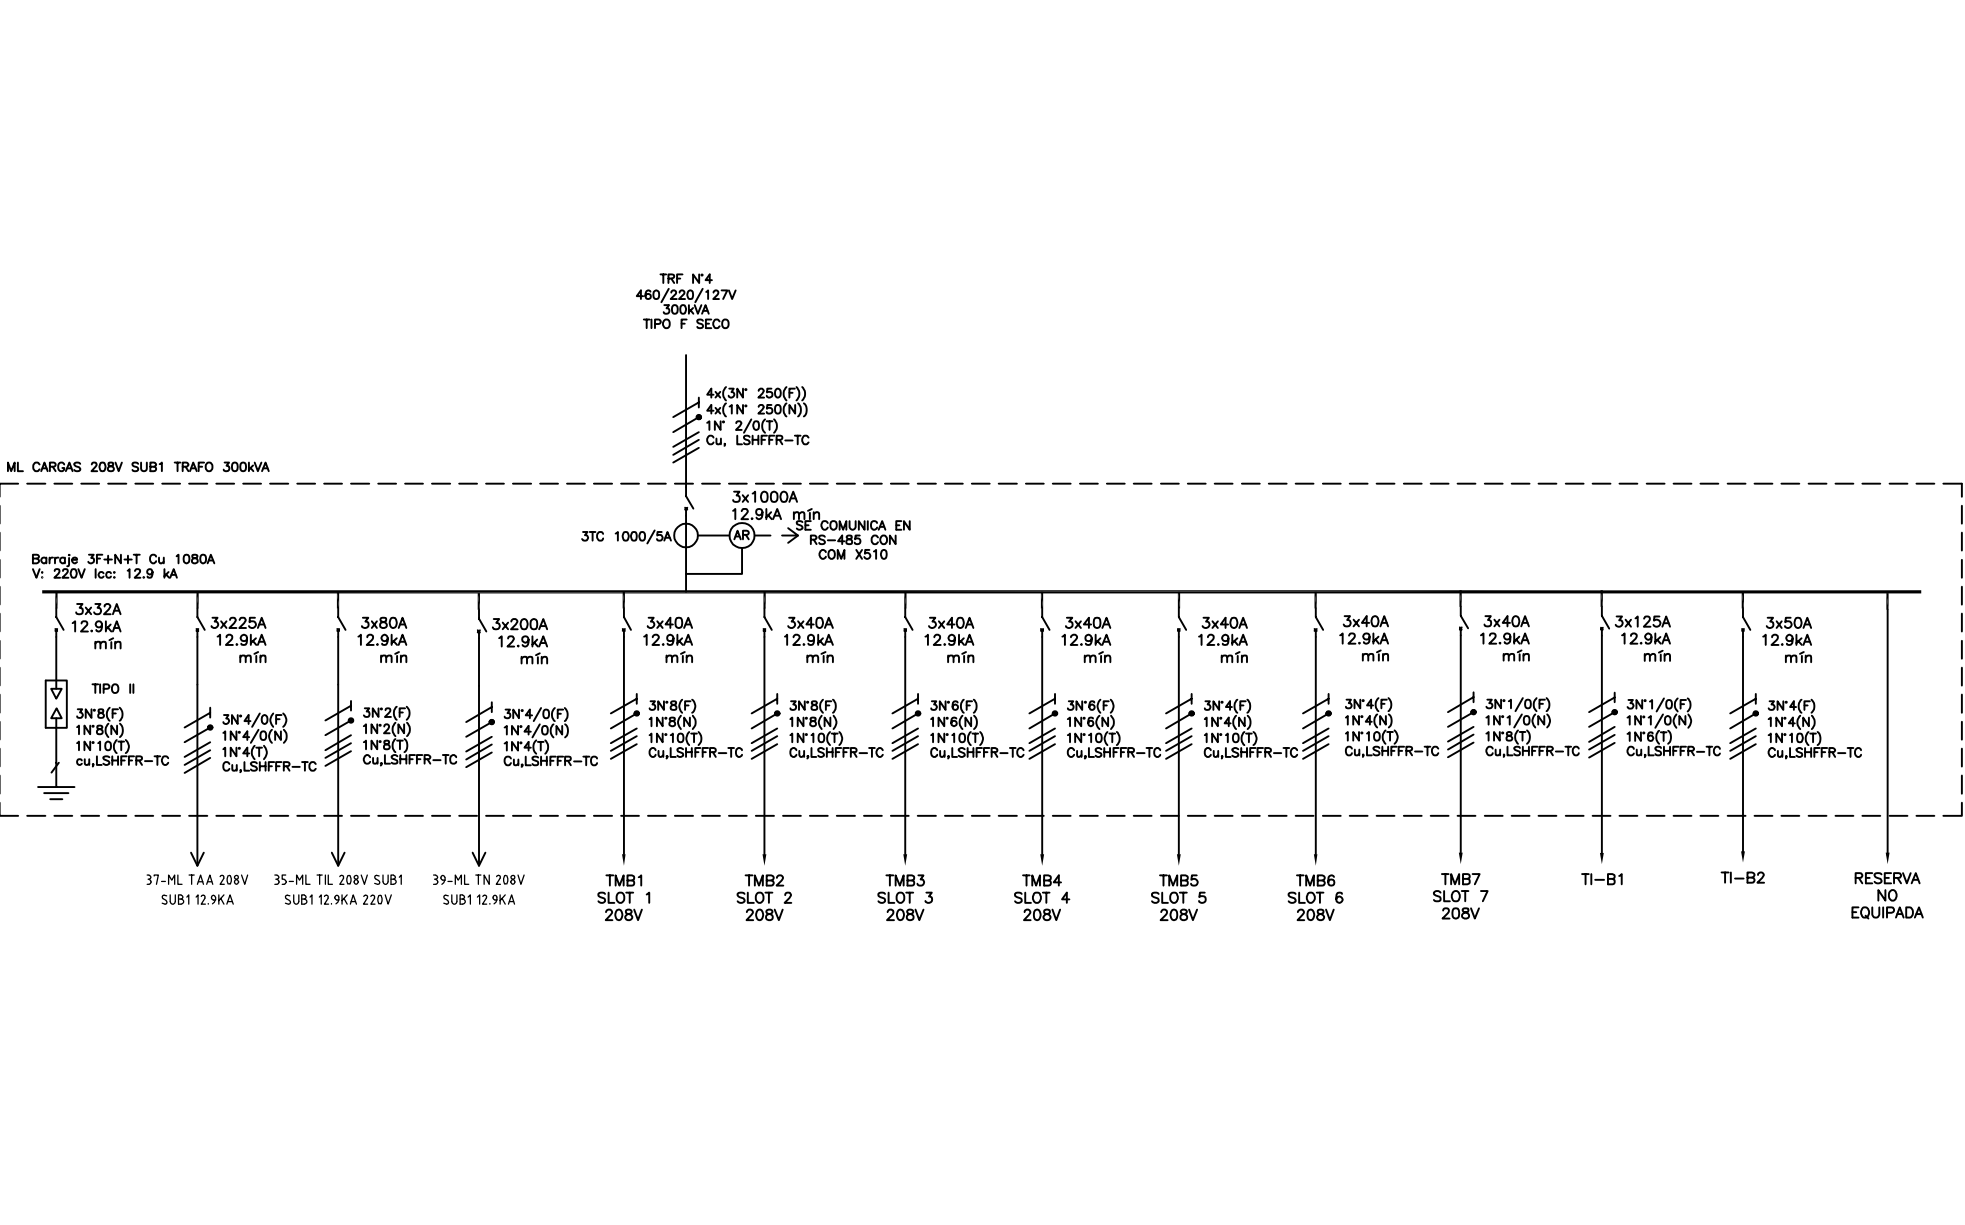 TRF N°4
460/220/127V
300kVA
TIPO F SECO
4x(3N° 250(F))
4x(1N° 250(N))
1N° 2/0(T)
Cu, LSHFFR-TC
ML CARGAS 208V SUB1 TRAFO 300kVA
3x1000A
12.9kA mín
3TC 1000/5A
AR
SE COMUNICA EN
RS-485 CON
COM X510
Barraje 3F+N+T Cu 1080A
V: 220V Icc: 12.9 kA
3x32A
12.9kA
mín
TIPO II
3N°8(F)
1N°8(N)
1N°10(T)
cu,LSHFFR-TC
3x225A
12.9kA
mín
3N°4/0(F)
1N°4/0(N)
1N°4(T)
Cu,LSHFFR-TC
37-ML TAA 208V
SUB1 12.9KA
3x80A
12.9kA
mín
3N°2(F)
1N°2(N)
1N°8(T)
Cu,LSHFFR-TC
35-ML TIL 208V SUB1
SUB1 12.9KA 220V
3x200A
12.9kA
mín
3N°4/0(F)
1N°4/0(N)
1N°4(T)
Cu,LSHFFR-TC
39-ML TN 208V
SUB1 12.9KA
3x40A
12.9kA
mín
3N°8(F)
1N°8(N)
1N°10(T)
Cu,LSHFFR-TC
TMB1
SLOT 1
208V
3x40A
12.9kA
mín
3N°8(F)
1N°8(N)
1N°10(T)
Cu,LSHFFR-TC
TMB2
SLOT 2
208V
3x40A
12.9kA
mín
3N°6(F)
1N°6(N)
1N°10(T)
Cu,LSHFFR-TC
TMB3
SLOT 3
208V
3x40A
12.9kA
mín
3N°6(F)
1N°6(N)
1N°10(T)
Cu,LSHFFR-TC
TMB4
SLOT 4
208V
3x40A
12.9kA
mín
3N°4(F)
1N°4(N)
1N°10(T)
Cu,LSHFFR-TC
TMB5
SLOT 5
208V
3x40A
12.9kA
mín
3N°4(F)
1N°4(N)
1N°10(T)
Cu,LSHFFR-TC
TMB6
SLOT 6
208V
3x40A
12.9kA
mín
3N°1/0(F)
1N°1/0(N)
1N°8(T)
Cu,LSHFFR-TC
TMB7
SLOT 7
208V
3x125A
12.9kA
mín
3N°1/0(F)
1N°1/0(N)
1N°6(T)
Cu,LSHFFR-TC
TI-B1
3x50A
12.9kA
mín
3N°4(F)
1N°4(N)
1N°10(T)
Cu,LSHFFR-TC
TI-B2
RESERVA
NO
EQUIPADA